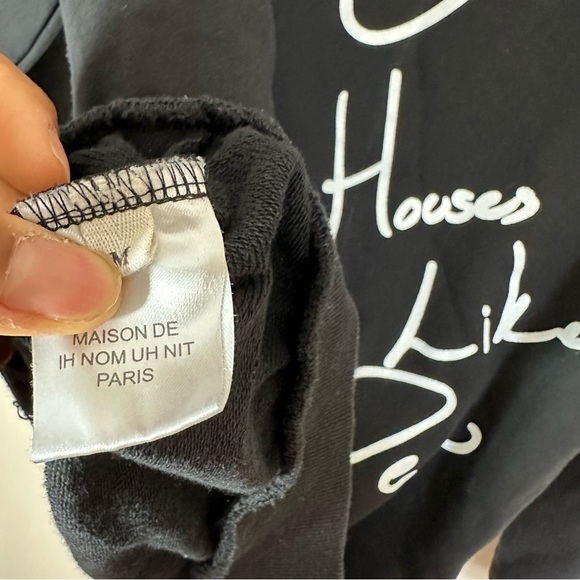 M
MAISON DE
IH NOM UH NIT
PARIS
Houses
Like